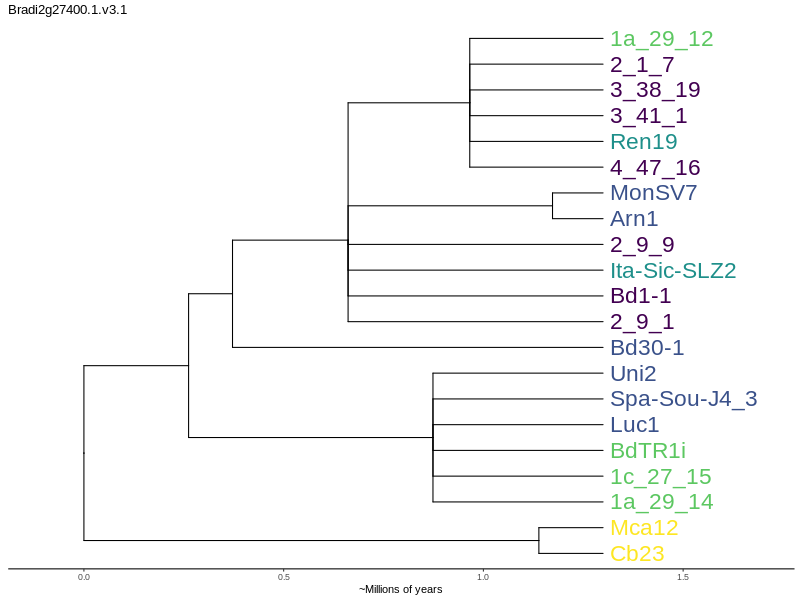 Bradi2g27400.1.v3.1
1a_29_12
2_1_7
3_38_19
3_41_1
Ren19
4_47_16
MonSV7
Arn1
2_9_9
Ita-Sic-SLZ2
Bd1-1
2_9_1
Bd30-1
Uni2
Spa-Sou-J4_3
Luc1
BdTR1i
1c_27_15
1a_29_14
Mca12
Cb23
0.0 0.5 1.0 1.5
~Millions of years